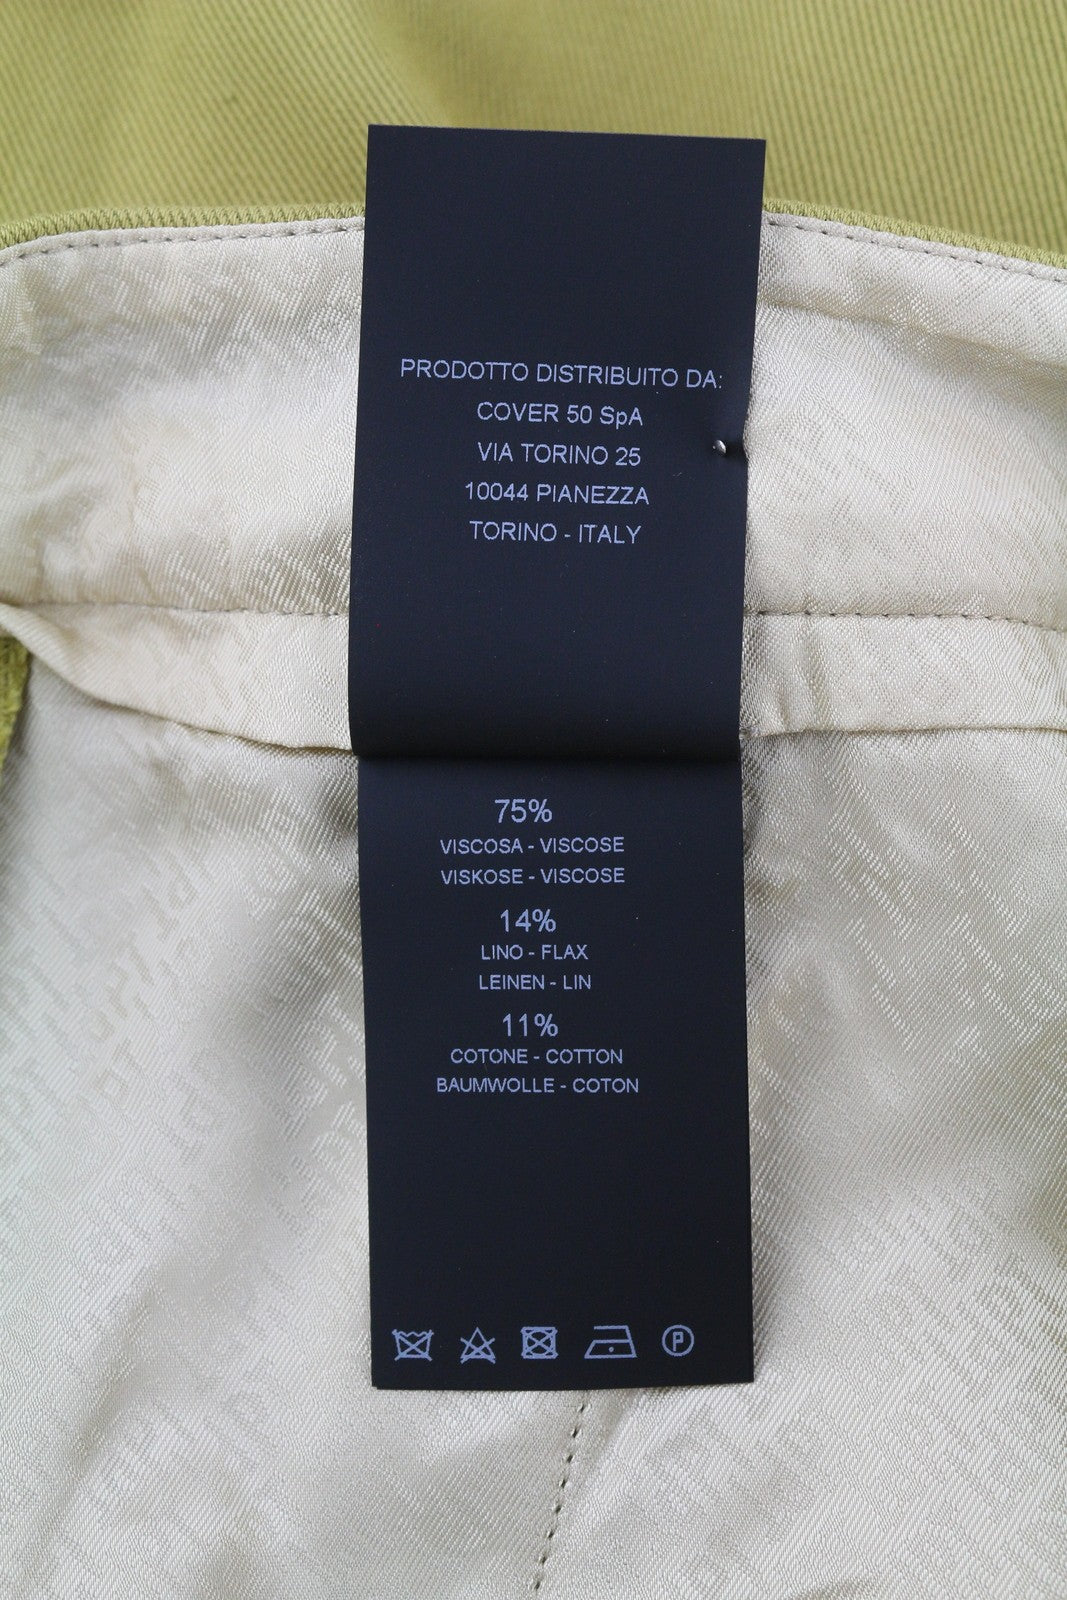 PRODOTTO DISTRIBUITO DA:
COVER 50 SpA
VIA TORINO 25
10044 PIANEZZA
TORINO - ITALY
75%
VISCOSA - VISCOSE
VISKOSE - VISCOSE
14%
LINO - FLAX
LEINEN - LIN
11%
COTONE - COTTON
BAUMWOLLE - COTON
P